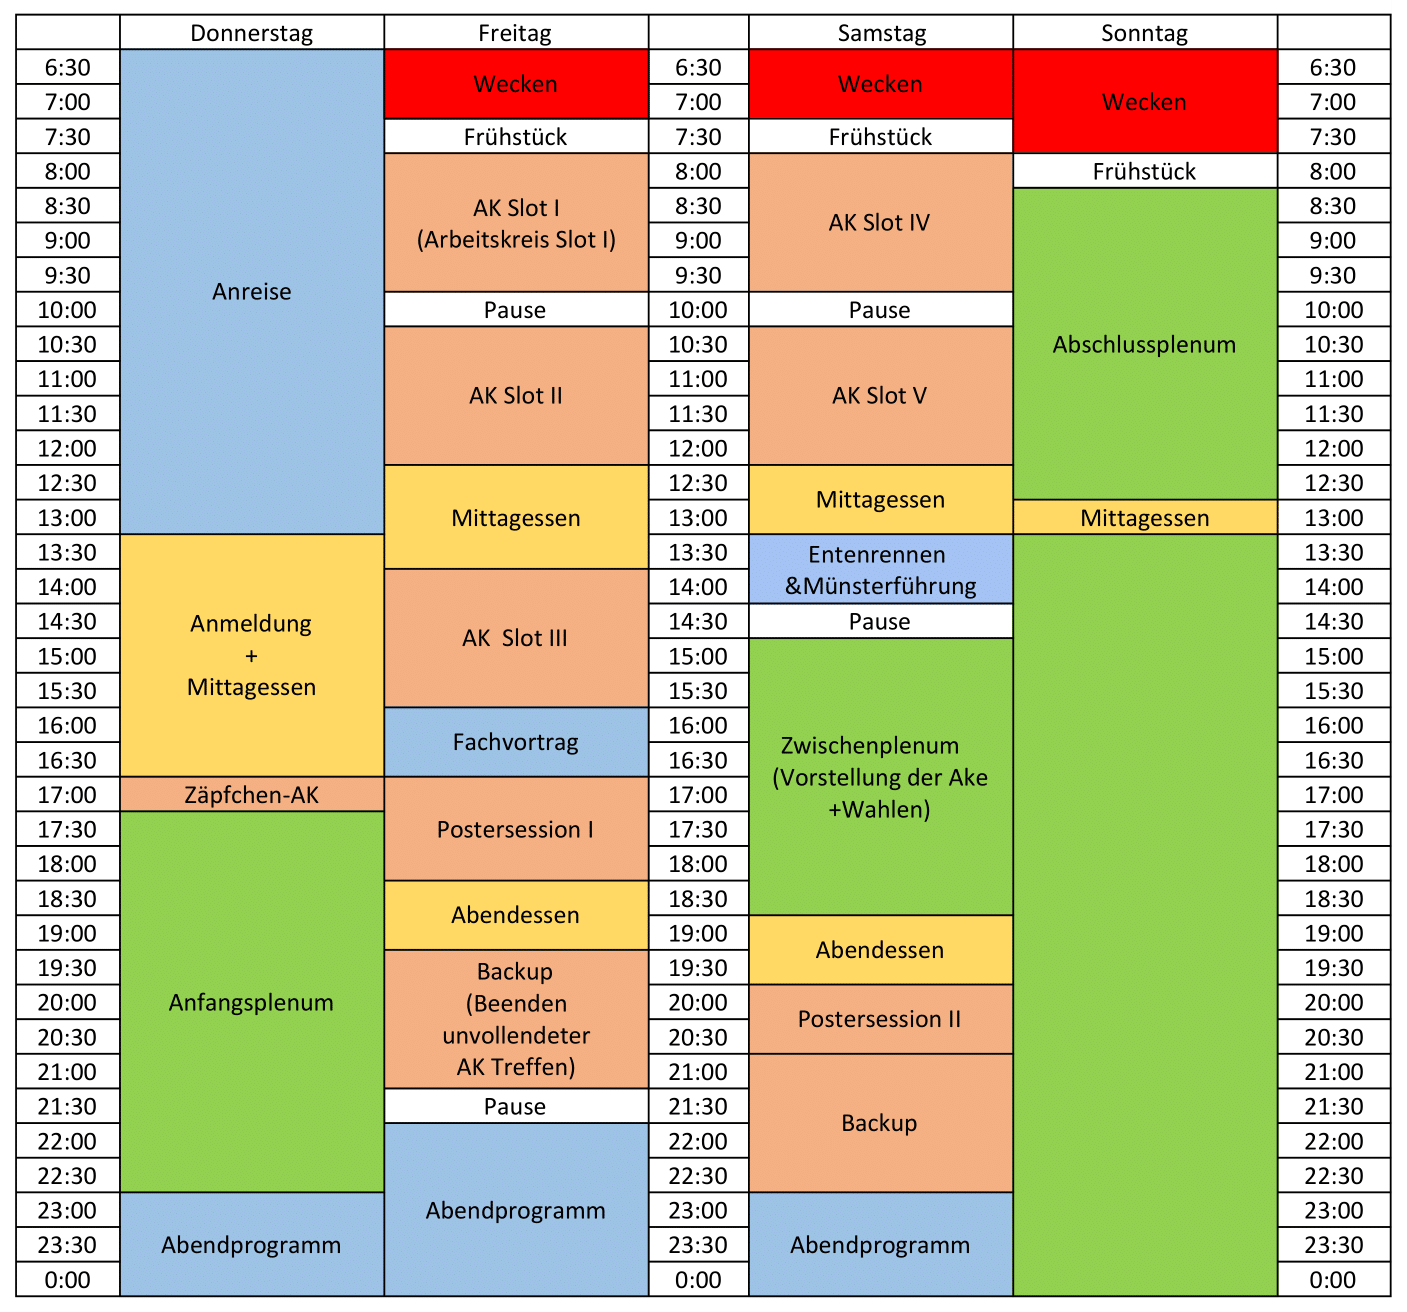 Donnerstag Freitag Samstag Sonntag
6:30 Wecken 6:30 Wecken Wecken 6:30
7:00 7:00 7:00
7:30 Frühstück 7:30 Frühstück 7:30
8:00 8:00 Frühstück 8:00
8:30 AK Slot I 8:30 AK Slot IV 8:30
9:00 (Arbeitskreis Slot I) 9:00 9:00
9:30 Anreise 9:30 9:30
10:00 Pause 10:00 Pause 10:00
10:30 10:30 Abschlussplenum 10:30
11:00 AK Slot II 11:00 AK Slot V 11:00
11:30 11:30 11:30
12:00 12:00 12:00
12:30 12:30 Mittagessen 12:30
13:00 Mittagessen 13:00 Mittagessen 13:00
13:30 13:30 Entenrennen 13:30
14:00 14:00 &Münsterführung 14:00
14:30 Anmeldung AK  Slot III 14:30 Pause 14:30
15:00 + 15:00 15:00
15:30 Mittagessen 15:30 15:30
16:00 Fachvortrag 16:00 Zwischenplenum 16:00
16:30 16:30 (Vorstellung der Ake 16:30
17:00 Zäpfchen-AK 17:00 +Wahlen) 17:00
17:30 Postersession I 17:30 17:30
18:00 18:00 18:00
18:30 Abendessen 18:30 18:30
19:00 19:00 Abendessen 19:00
19:30 Backup 19:30 19:30
20:00 Anfangsplenum (Beenden 20:00 Postersession II 20:00
20:30 unvollendeter 20:30 20:30
21:00 AK Treffen) 21:00 21:00
21:30 Pause 21:30 Backup 21:30
22:00 22:00 22:00
22:30 22:30 22:30
23:00 Abendprogramm 23:00 23:00
23:30 Abendprogramm 23:30 Abendprogramm 23:30
0:00 0:00 0:00